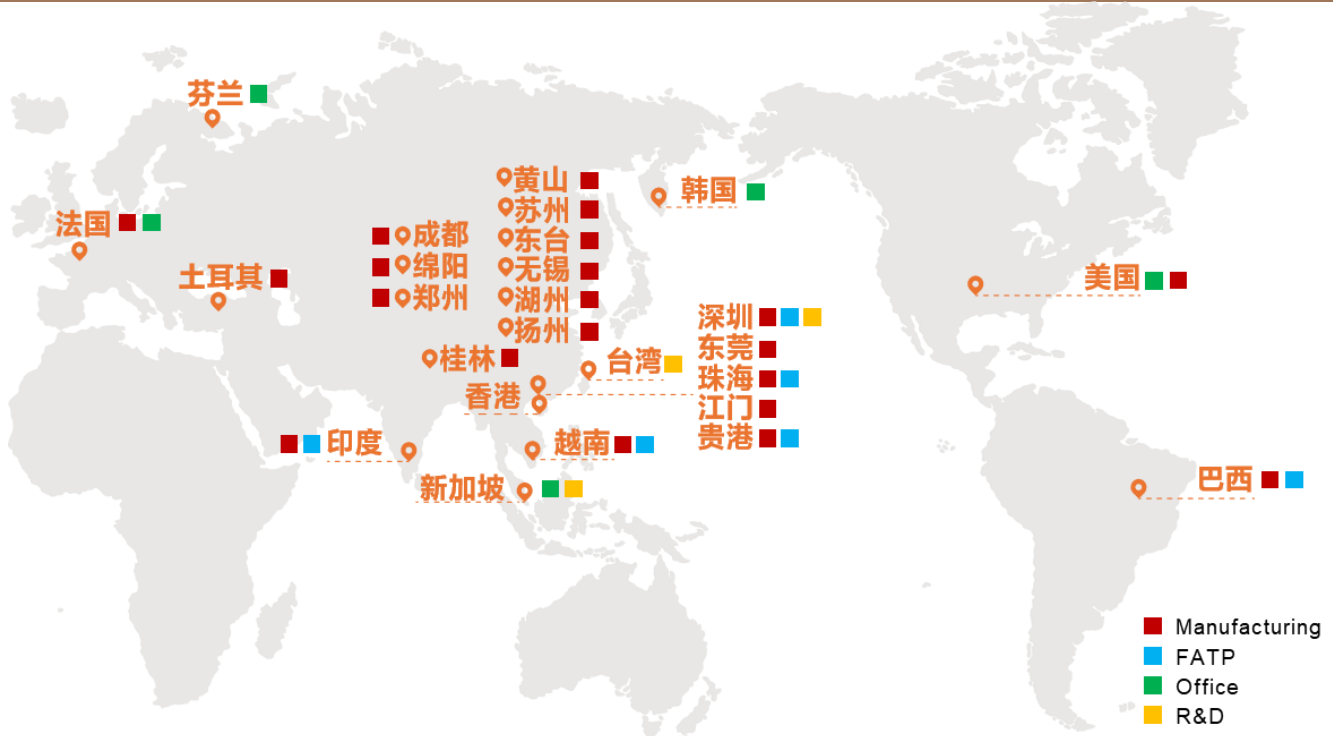 芬兰
黄山
韩国
苏州
法国
成都
东台
绵阳
无锡
土耳其
美国
郑州
湖州
深圳
扬州
东莞
桂林
台湾
珠海
香港
江门
贵港
印度
越南
新加坡
巴西
Manufacturing
FATP
Office
R&D